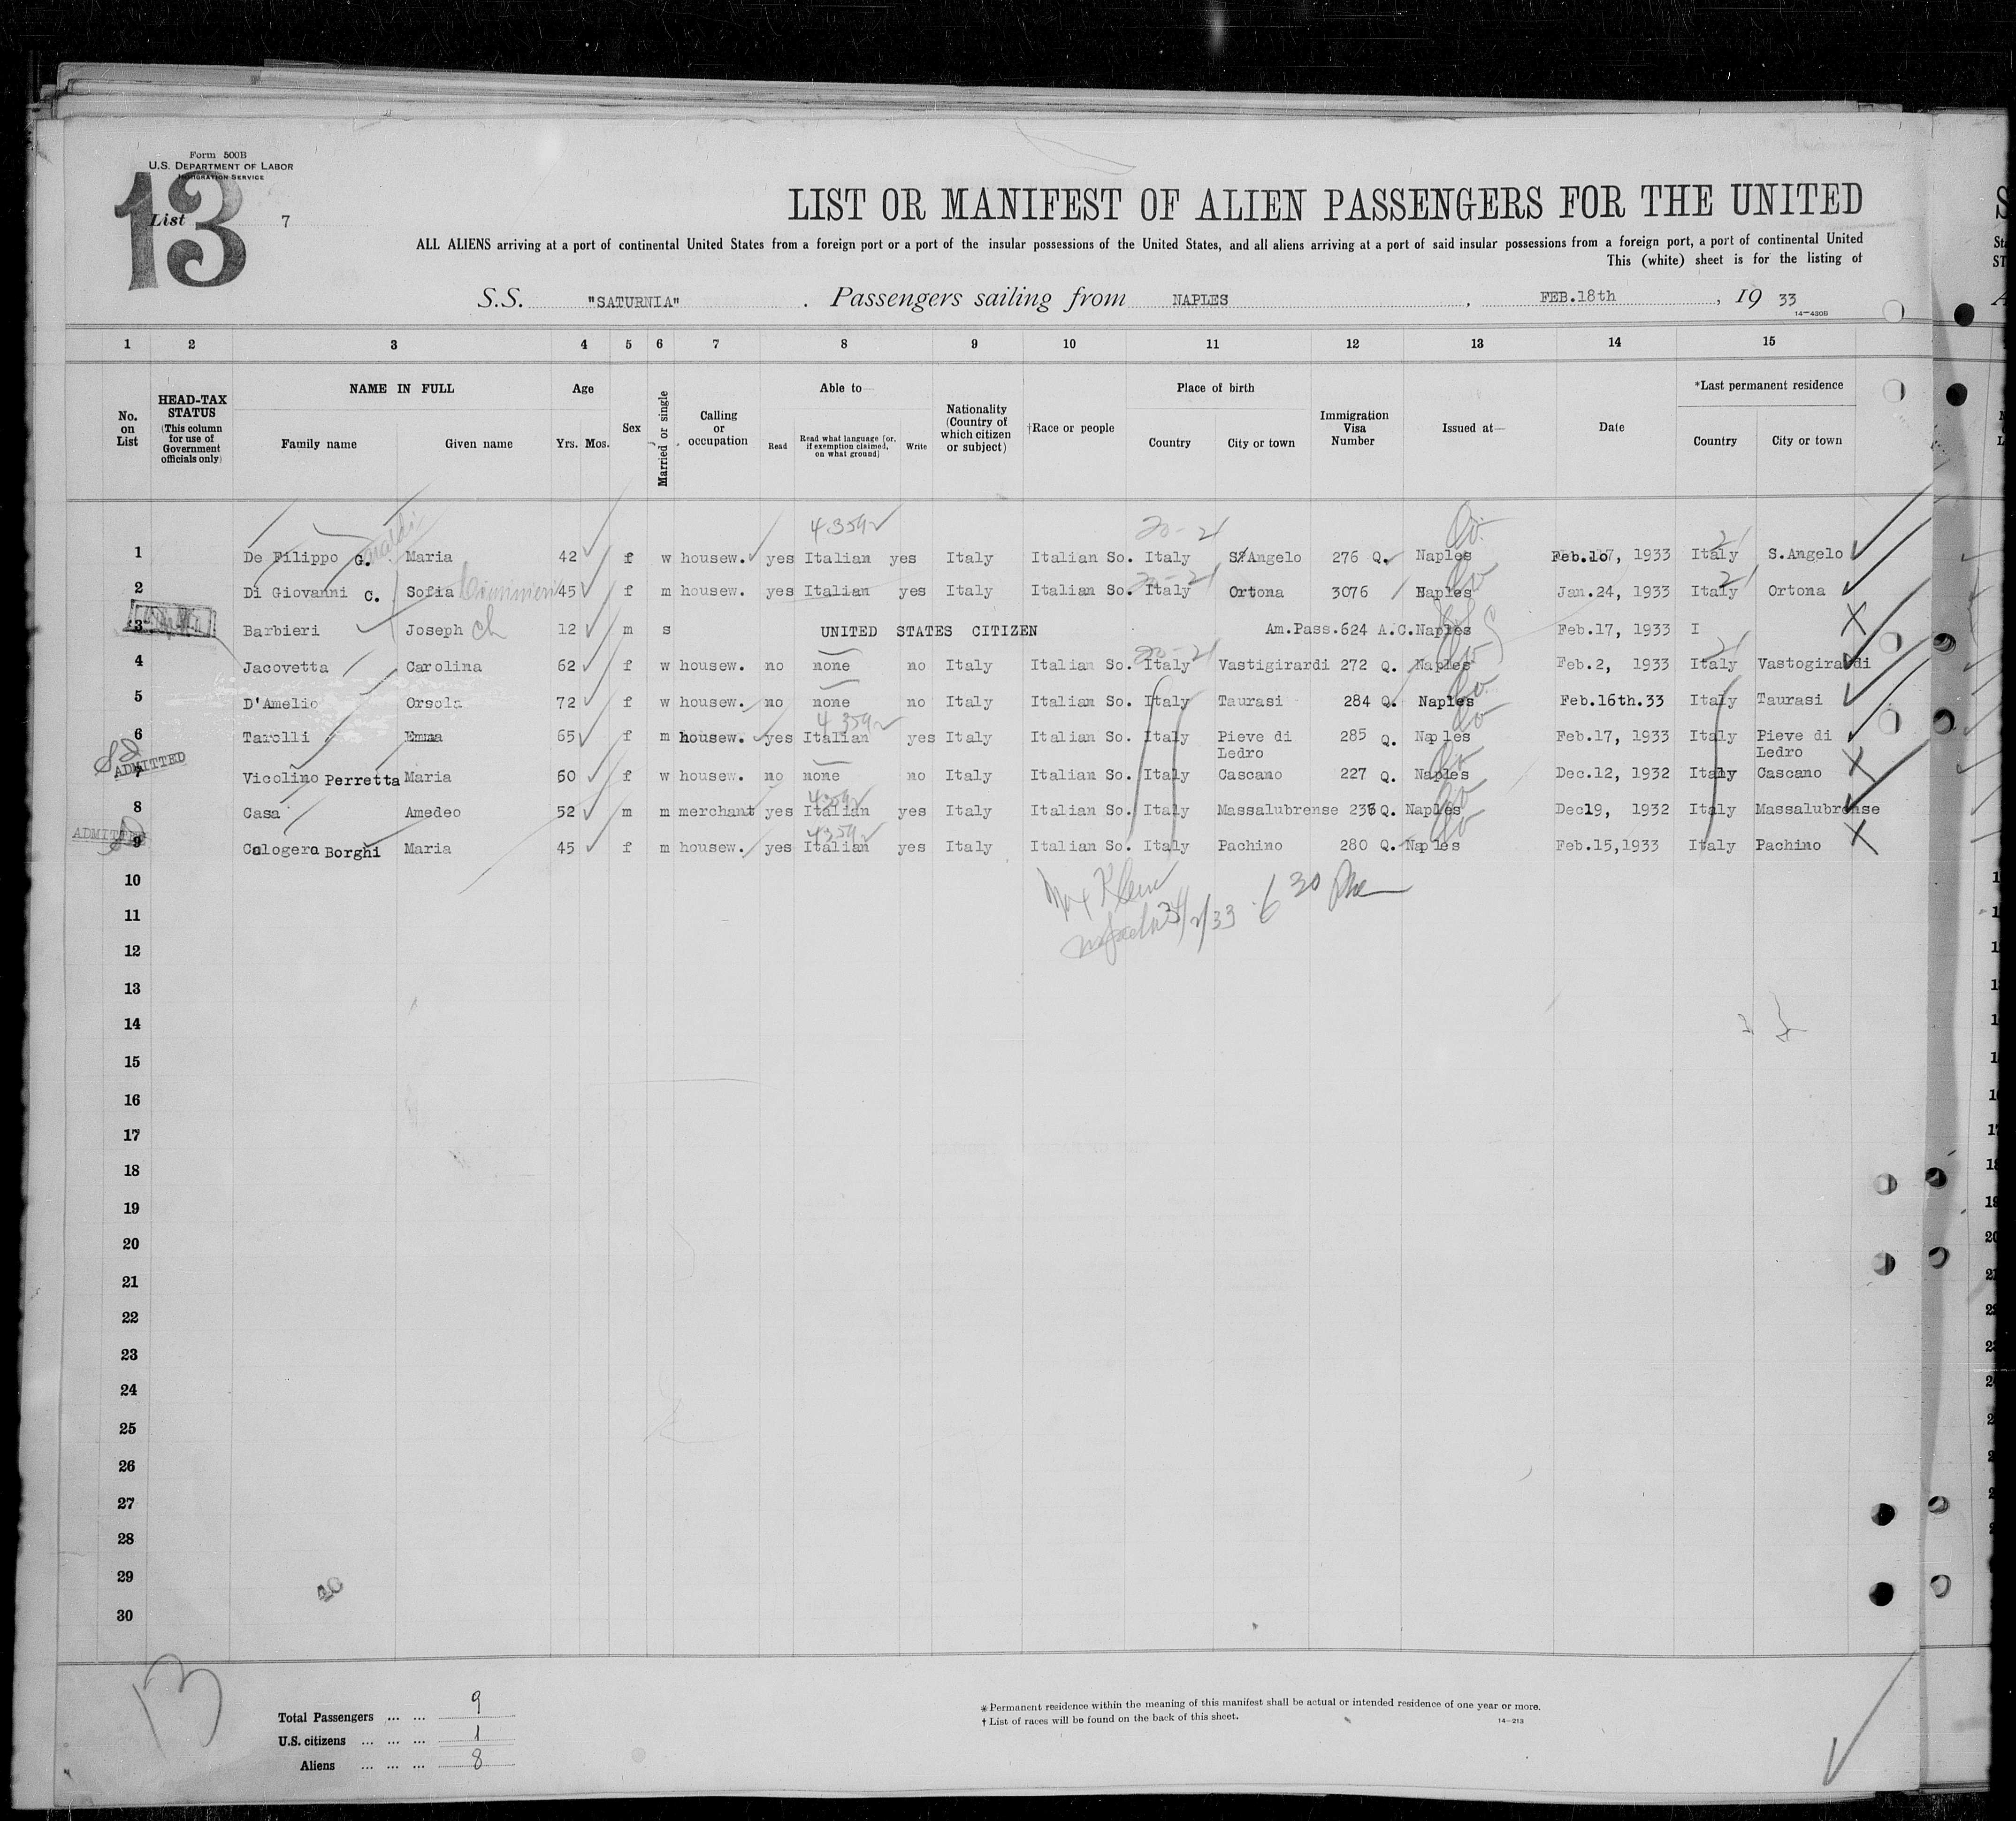 Form 500B
U.S. DEPARTMENT OF LABOR
IMMIGRATION SERVICE
13
List 7
LIST OR MANIFEST OF ALIEN PASSENGERS FOR THE UNITED
ALL ALIENS arriving at a port of continental United States from a foreign port or a port of the insular possessions of the United States, and all aliens arriving at a port of said insular possessions from a foreign port, a port of continental United
This (white) sheet is for the listing of
S.S. "SATURNIA". Passengers sailing from NAPLES, FEB.18th, 19 33
14—430B
1 2 3 4 5 6 7 8 9 10 11 12 13 14 15
No. on List
HEAD-TAX STATUS (This column for use of Government officials only)
NAME IN FULL Family name Given name
Age Yrs. Mos.
Sex
Married or single
Calling or occupation
Able to— Read Read what language [or, if exemption claimed, on what ground] Write
Nationality (Country of which citizen or subject)
†Race or people
Place of birth Country City or town
Immigration Visa Number
Issued at—
Date
*Last permanent residence Country City or town
4359 20-21
1 De Filippo G. Maria 42 f w housew. yes Italian yes Italy Italian So. Italy S.Angelo 276 Q. Naples Feb.10, 1933 Italy S.Angelo
2 Di Giovanni C. Sofia 45 f m housew. yes Italian yes Italy Italian So. Italy Ortona 3076 Naples Jan.24, 1933 Italy Ortona
3 Barbieri Joseph ch 12 m s UNITED STATES CITIZEN Am.Pass.624 A.C.Naples Feb.17, 1933 I
4 Jacovetta Carolina 62 f w housew. no none no Italy Italian So. Italy Vastigirardi 272 Q. Naples Feb.2, 1933 Italy Vastogirardi
5 D'Amelio Orsola 72 f w housew. no none no Italy Italian So. Italy Taurasi 284 Q. Naples Feb.16th.33 Italy Taurasi
4359
6 Tarolli Emma 65 f m housew. yes Italian yes Italy Italian So. Italy Pieve di Ledro 285 Q. Naples Feb.17, 1933 Italy Pieve di Ledro
ADMITTED
7 Vicolino Perretta Maria 60 f w housew. no none no Italy Italian So. Italy Cascano 227 Q. Naples Dec.12, 1932 Italy Cascano
4359
8 Casa Amedeo 52 m m merchant yes Italian yes Italy Italian So. Italy Massalubrense Q. Naples Dec19, 1932 Italy Massalubrense
ADMITTED 4359
9 Calogera Borghi Maria 45 f m housew. yes Italian yes Italy Italian So. Italy Pachino 280 Q. Naples Feb.15,1933 Italy Pachino
10
11
12
13
14
15
16
17
18
19
20
21
22
23
24
25
26
27
28
29
30
13
Total Passengers ... ... 9
U.S. citizens ... ... ... 1
Aliens ... ... ... 8
* Permanent residence within the meaning of this manifest shall be actual or intended residence of one year or more.
† List of races will be found on the back of this sheet.
14—213